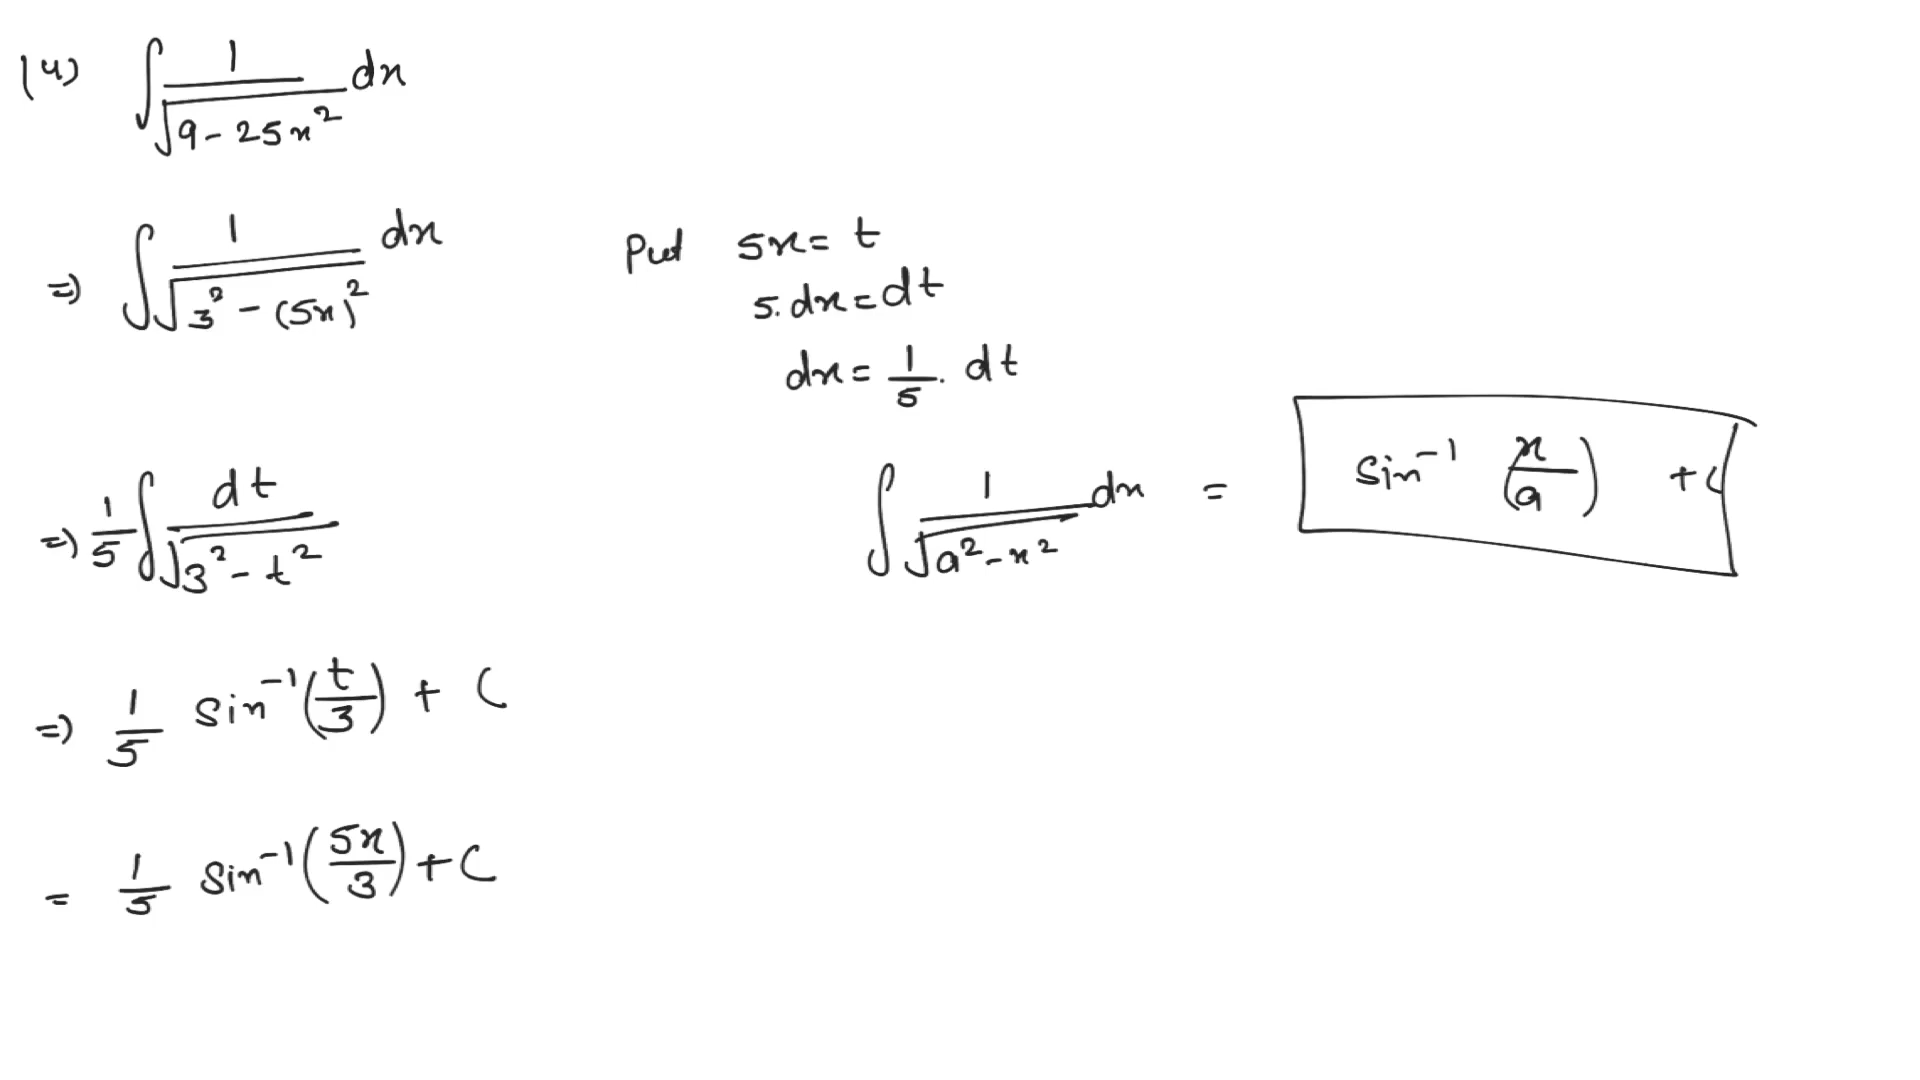 (4) ∫ 1/√(9 - 25x²) dx
⇒ ∫ 1/√(3² - (5x)²) dx
Put 5x = t
5. dx = dt
dx = 1/5 . dt
⇒ 1/5 ∫ dt/√(3² - t²)
∫ 1/√(a² - x²) dx = sin⁻¹ (x/a) + C
⇒ 1/5 sin⁻¹(t/3) + C
= 1/5 sin⁻¹(5x/3) + C